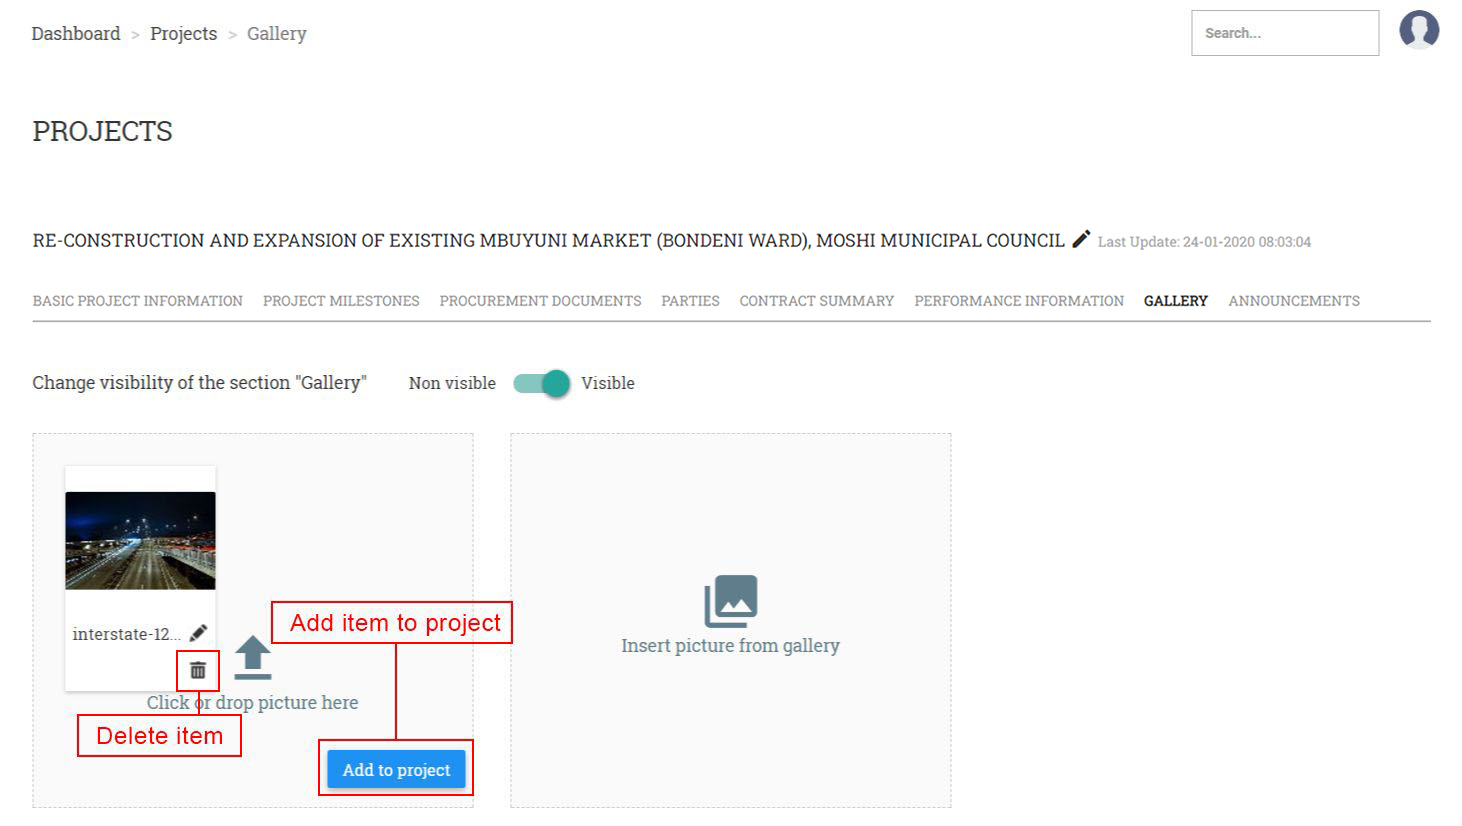 Dashboard > Projects > Gallery
Search...
PROJECTS
RE-CONSTRUCTION AND EXPANSION OF EXISTING MBUYUNI MARKET (BONDENI WARD), MOSHI MUNICIPAL COUNCIL Last Update: 24-01-2020 08:03:04
BASIC PROJECT INFORMATION PROJECT MILESTONES PROCUREMENT DOCUMENTS PARTIES CONTRACT SUMMARY PERFORMANCE INFORMATION GALLERY ANNOUNCEMENTS
Change visibility of the section "Gallery" Non visible Visible
interstate-12...
Add item to project
Click or drop picture here
Delete item
Add to project
Insert picture from gallery